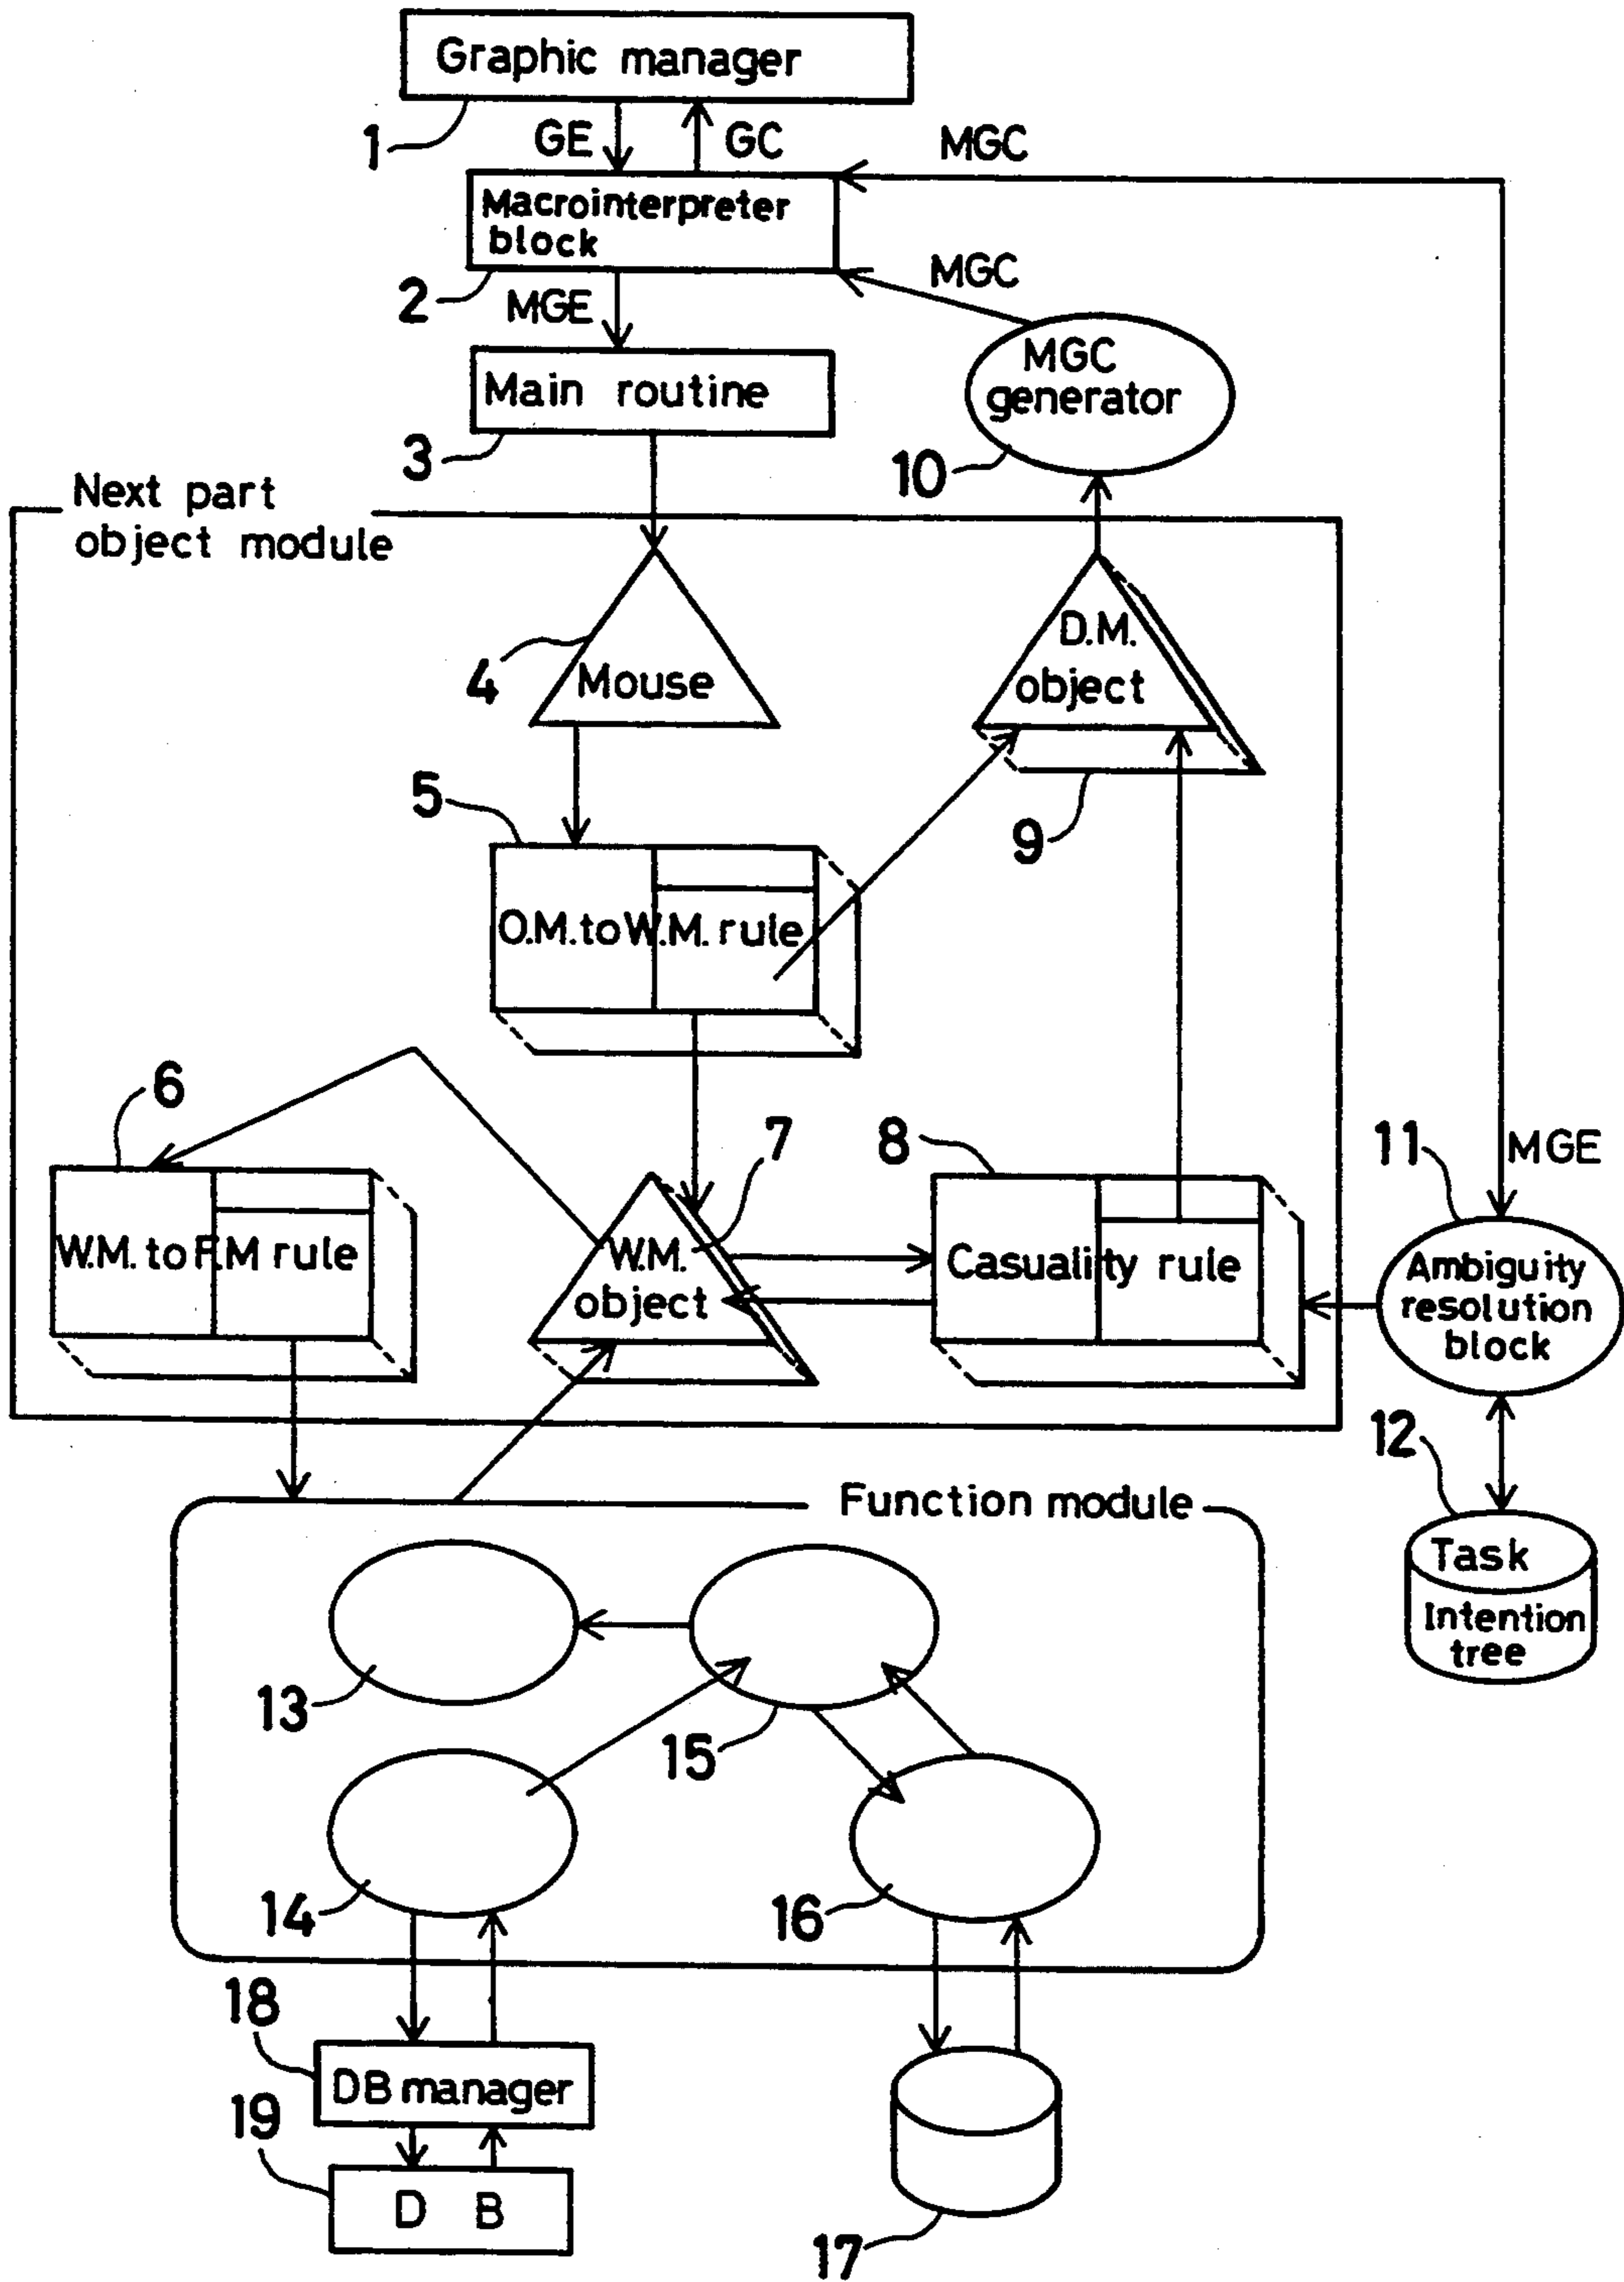 Graphic manager
1
GE
GC
MGC
Macrointerpreter
block
2
MGE
MGC
Main routine
3
MGC
generator
10
Next part
object module
4
Mouse
D.M.
object
9
5
O.M.toW.M. rule
6
7
8
11
MGE
W.M. to F.M rule
W.M.
object
Casuality rule
Ambiguity
resolution
block
12
Function module
Task
Intention
tree
13
15
14
16
18
DB manager
19
D B
17